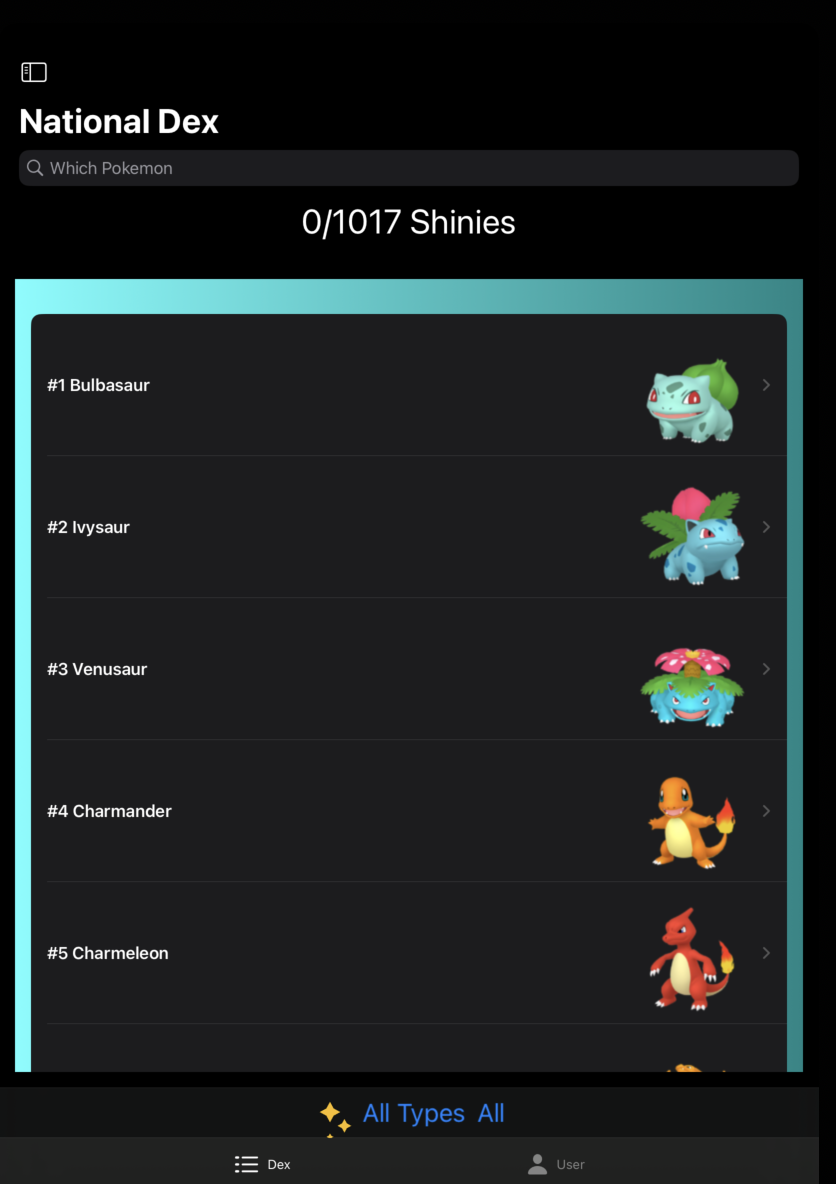 National Dex
Which Pokemon
0/1017 Shinies
#1 Bulbasaur
#2 Ivysaur
#3 Venusaur
#4 Charmander
#5 Charmeleon
All Types All
Dex User